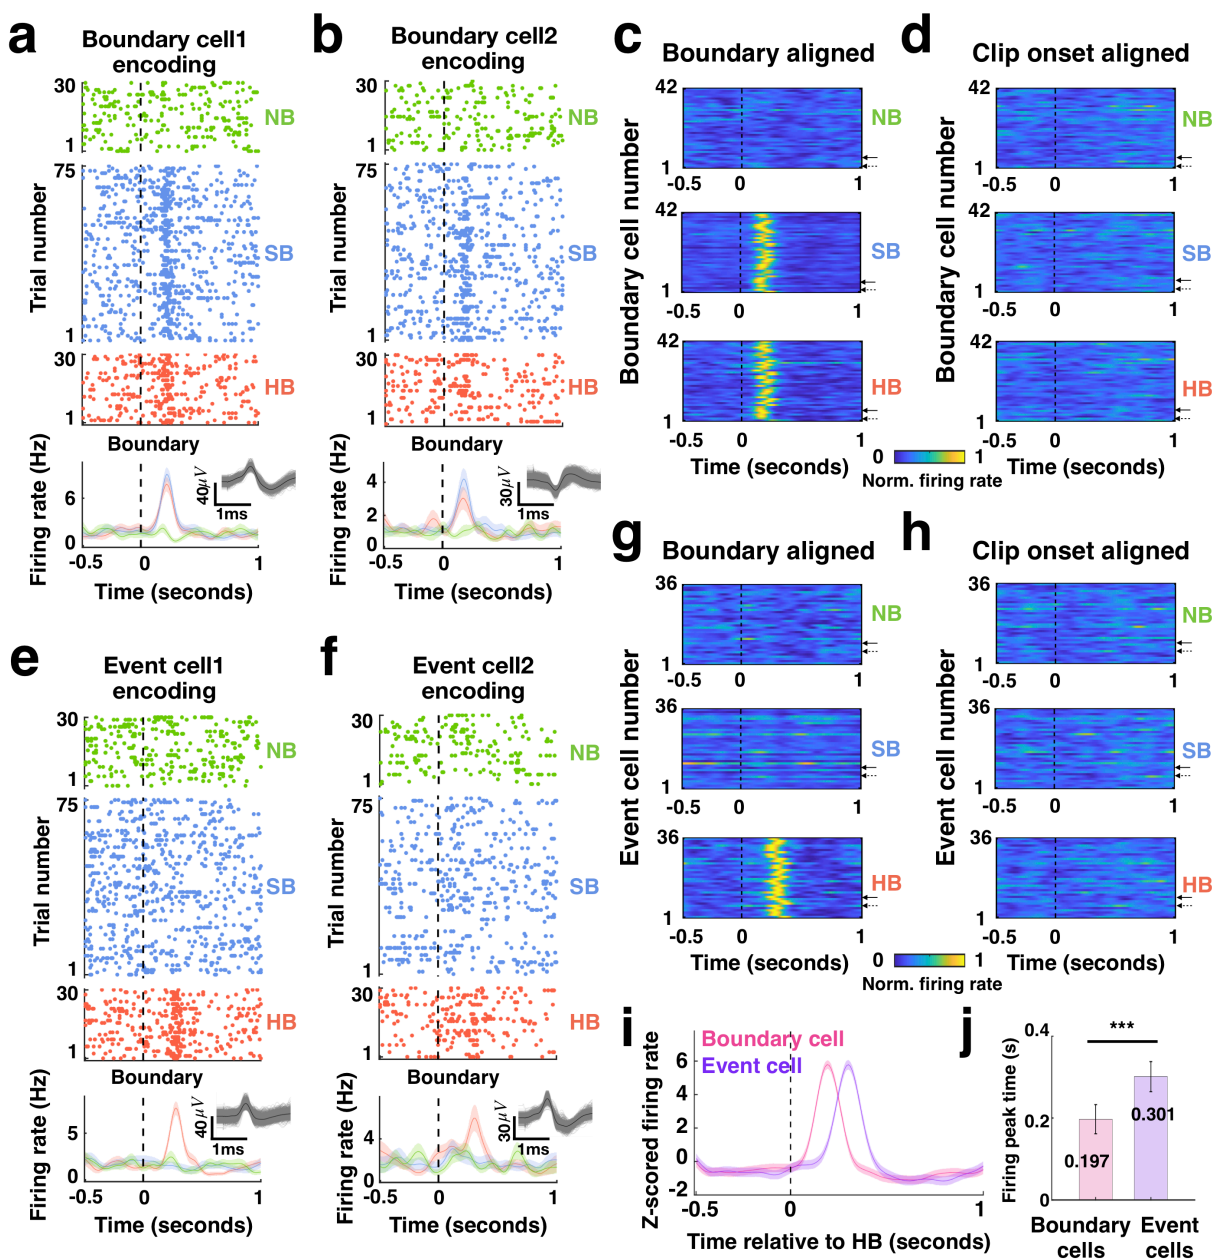 a
Boundary cell1
encoding
30
1
NB
75
1
SB
30
1
HB
Trial number
Boundary
Firing rate (Hz)
6
0
40µV
1ms
-0.5
0
1
Time (seconds)
b
Boundary cell2
encoding
30
1
NB
75
1
SB
30
1
HB
Trial number
Boundary
Firing rate (Hz)
4
2
0
30µV
1ms
-0.5
0
1
Time (seconds)
c
Boundary aligned
Boundary cell number
42
1
NB
-0.5
0
1
42
1
SB
-0.5
0
1
42
1
HB
-0.5
0
1
Time (seconds)
0
1
Norm. firing rate
d
Clip onset aligned
Boundary cell number
42
1
NB
-0.5
0
1
42
1
SB
-0.5
0
1
42
1
HB
-0.5
0
1
Time (seconds)
e
Event cell1
encoding
30
1
NB
75
1
SB
30
1
HB
Trial number
Boundary
Firing rate (Hz)
5
0
40µV
1ms
-0.5
0
1
Time (seconds)
f
Event cell2
encoding
30
1
NB
75
1
SB
30
1
HB
Trial number
Boundary
Firing rate (Hz)
4
0
30µV
1ms
-0.5
0
1
Time (seconds)
g
Boundary aligned
Event cell number
36
1
NB
-0.5
0
1
36
1
SB
-0.5
0
1
36
1
HB
-0.5
0
1
Time (seconds)
0
1
Norm. firing rate
h
Clip onset aligned
Event cell number
36
1
NB
-0.5
0
1
36
1
SB
-0.5
0
1
36
1
HB
-0.5
0
1
Time (seconds)
i
Boundary cell
Event cell
Z-scored firing rate
6
4
2
0
-2
-0.5
0
1
Time relative to HB (seconds)
j
Firing peak time (s)
0.4
0.2
0
***
0.197
0.301
Boundary
cells
Event
cells